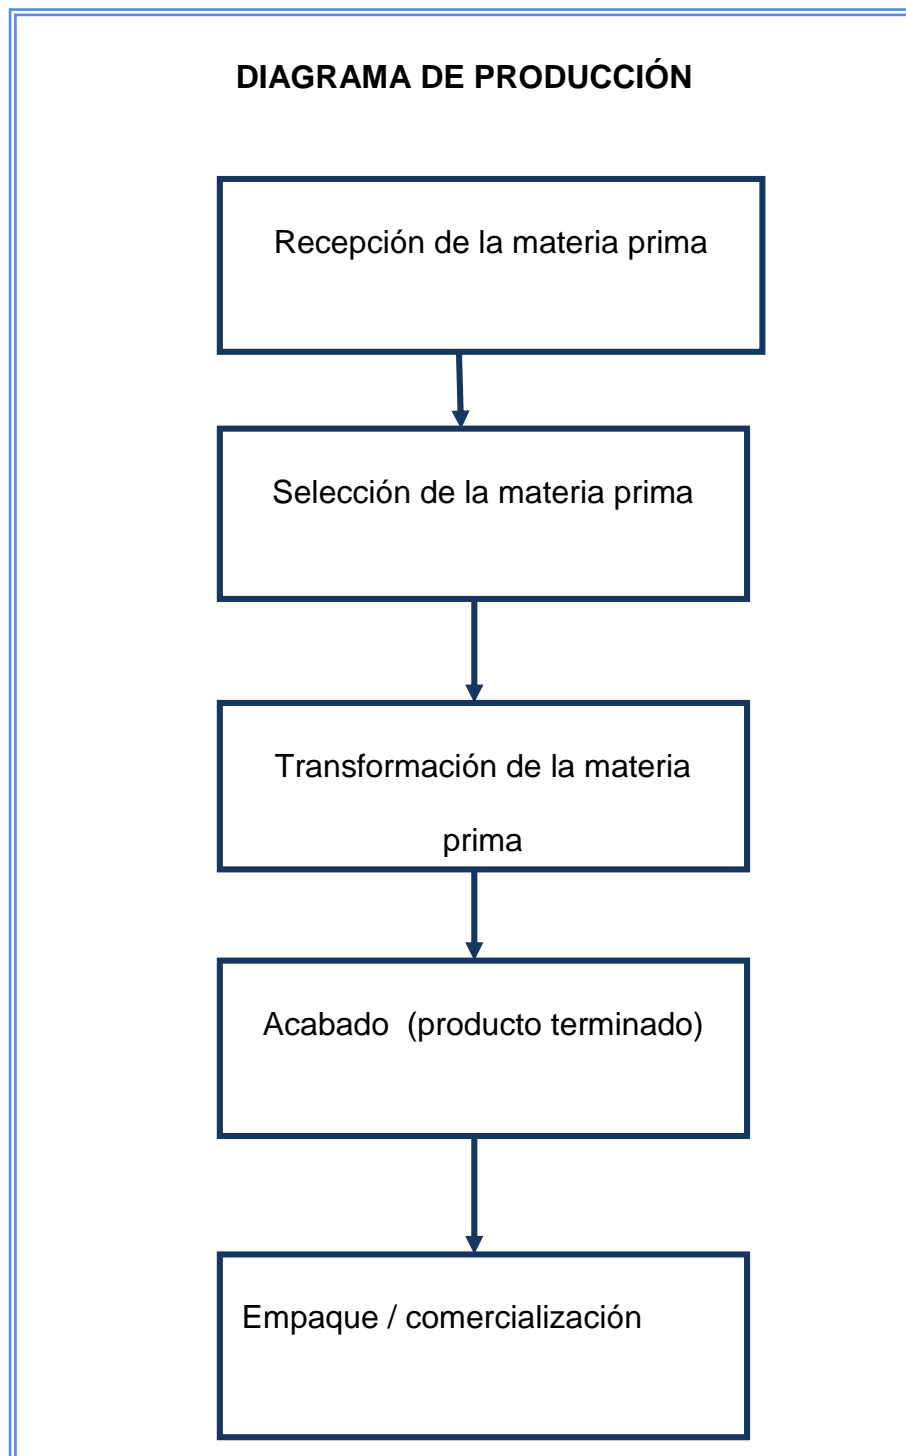 DIAGRAMA DE PRODUCCIÓN
Recepción de la materia prima
Selección de la materia prima
Transformación de la materia
prima
Acabado  (producto terminado)
Empaque / comercialización